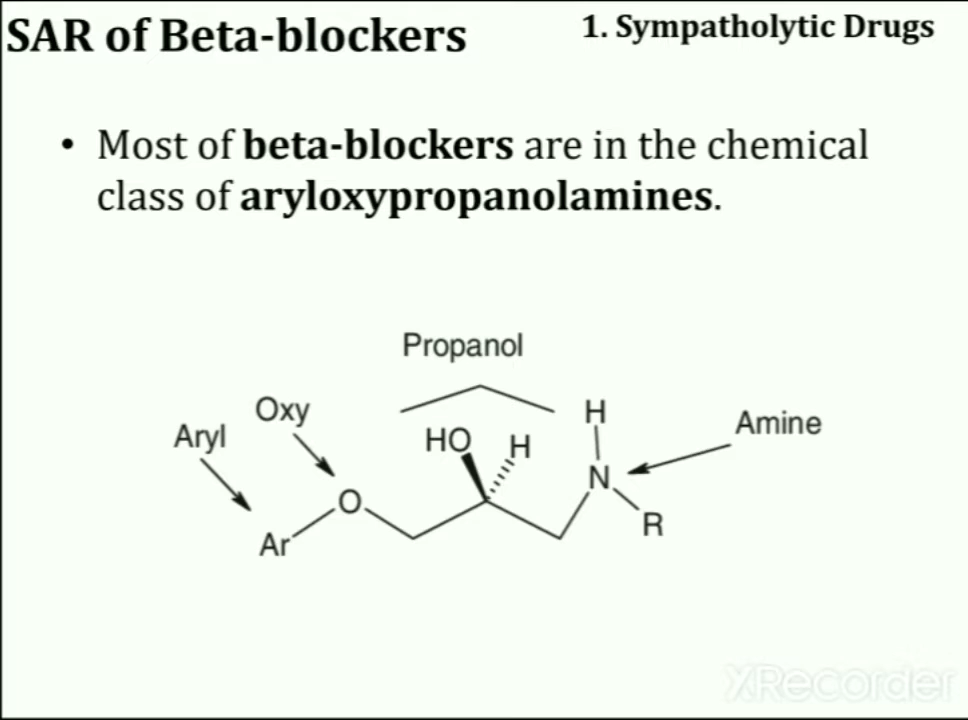 SAR of Beta-blockers
1. Sympatholytic Drugs
• Most of beta-blockers are in the chemical
class of aryloxypropanolamines.
Propanol
Oxy
Aryl
HO
H
H
Amine
O
N
Ar
R
XRecorder